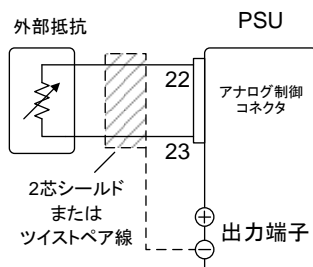 PSU
外部抵抗
22
アナログ制御
コネクタ
23
2芯シールド
または
ツイストペア線
出力端子